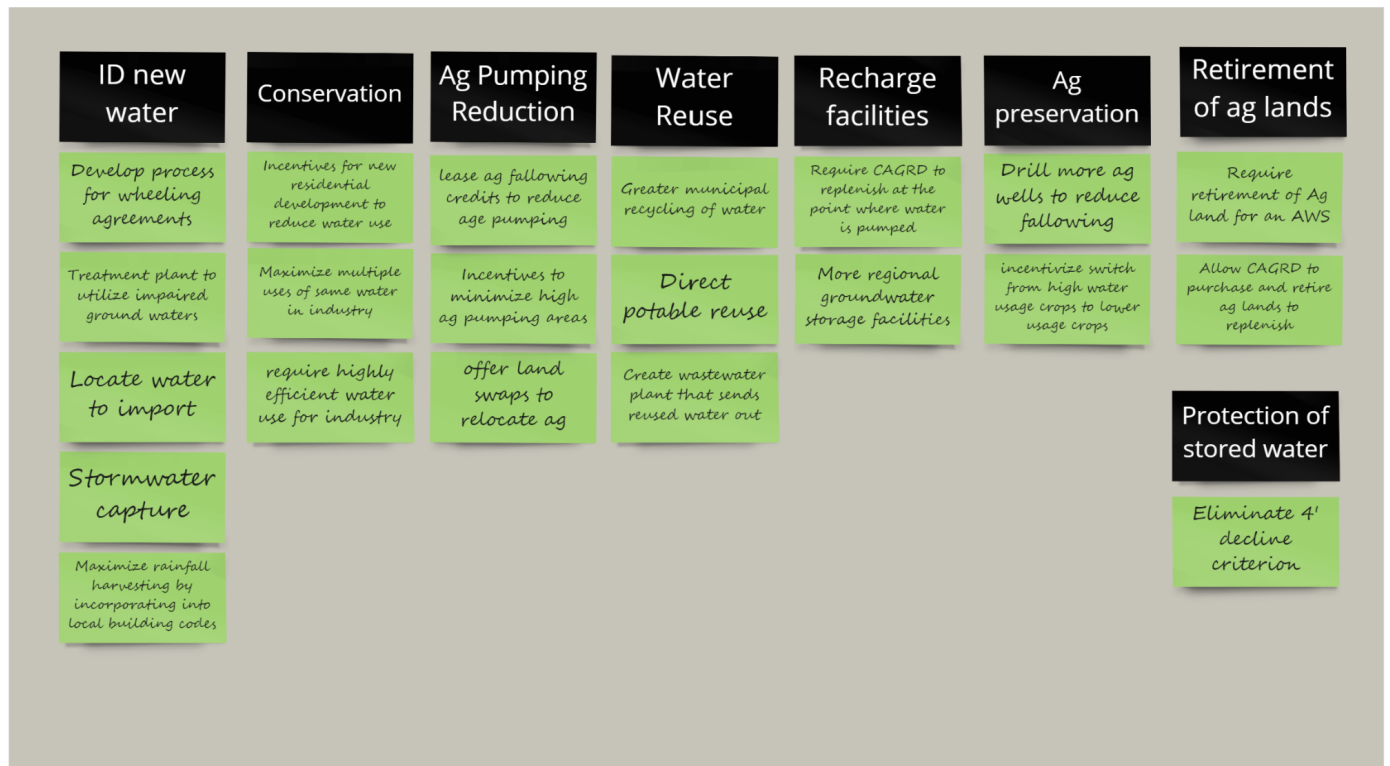 ID new
water
Develop process
for wheeling
agreements
Treatment plant to
utilize impaired
ground waters
Locate water
to import
Stormwater
capture
Maximize rainfall
harvesting by
incorporating into
local building codes
Conservation
Incentives for new
residential
development to
reduce water use
Maximize multiple
uses of same water
in industry
require highly
efficient water
use for industry
Ag Pumping
Reduction
lease ag fallowing
credits to reduce
age pumping
Incentives to
minimize high
ag pumping areas
offer land
swaps to
relocate ag
Water
Reuse
Greater municipal
recycling of water
Direct
potable reuse
Create wastewater
plant that sends
reused water out
Recharge
facilities
Require CAGRD to
replenish at the
point where water
is pumped
More regional
groundwater
storage facilities
Ag
preservation
Drill more ag
wells to reduce
fallowing
incentivize switch
from high water
usage crops to lower
usage crops
Retirement
of ag lands
Require
retirement of Ag
land for an AWS
Allow CAGRD to
purchase and retire
ag lands to
replenish
Protection of
stored water
Eliminate 4'
decline
criterion